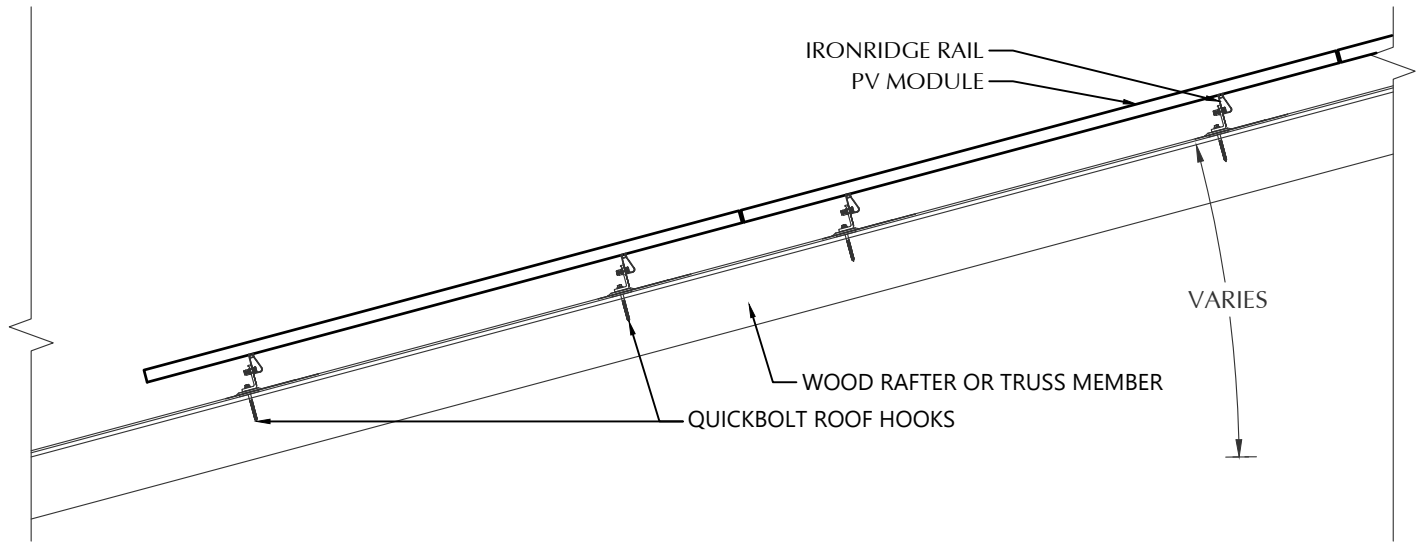 IRONRIDGE RAIL
PV MODULE
VARIES
WOOD RAFTER OR TRUSS MEMBER
QUICKBOLT ROOF HOOKS